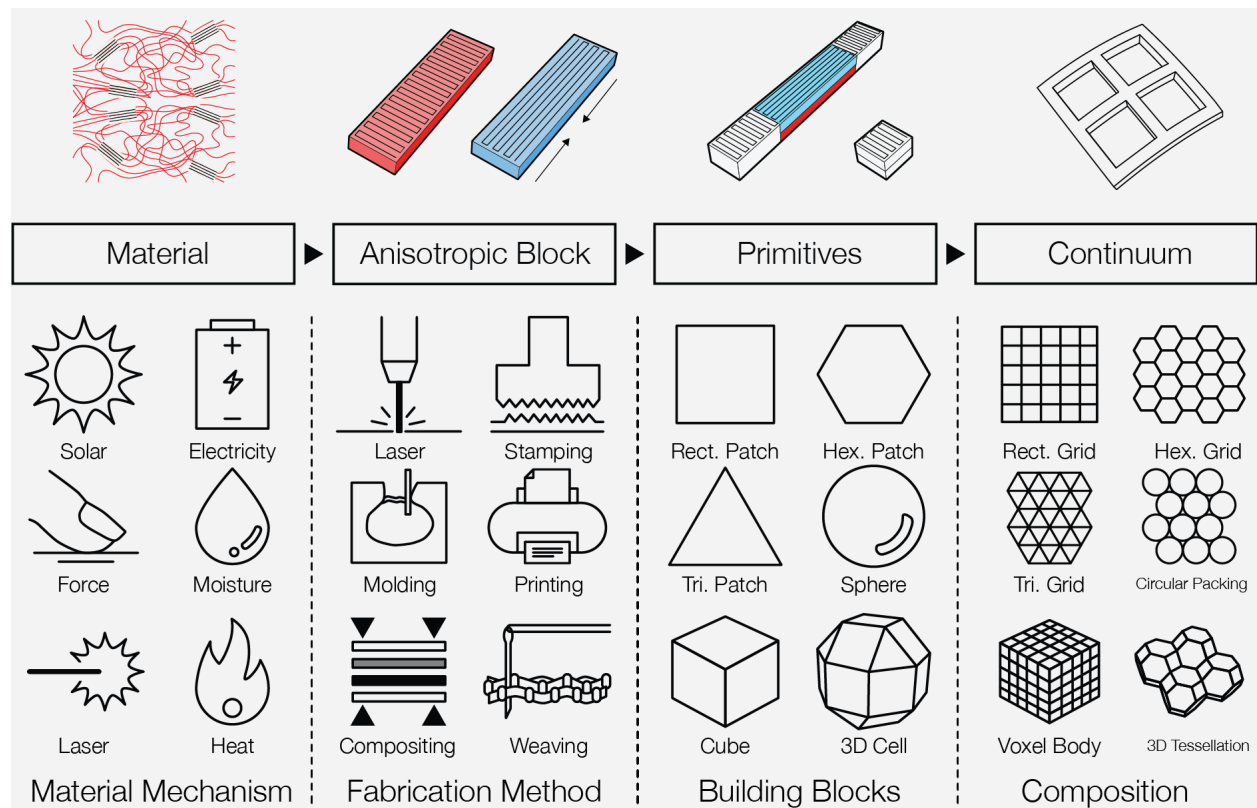 Material
Anisotropic Block
Primitives
Continuum
Solar
Electricity
Laser
Stamping
Rect. Patch
Hex. Patch
Rect. Grid
Hex. Grid
Force
Moisture
Molding
Printing
Tri. Patch
Sphere
Tri. Grid
Circular Packing
Laser
Heat
Compositing
Weaving
Cube
3D Cell
Voxel Body
3D Tessellation
Material Mechanism
Fabrication Method
Building Blocks
Composition